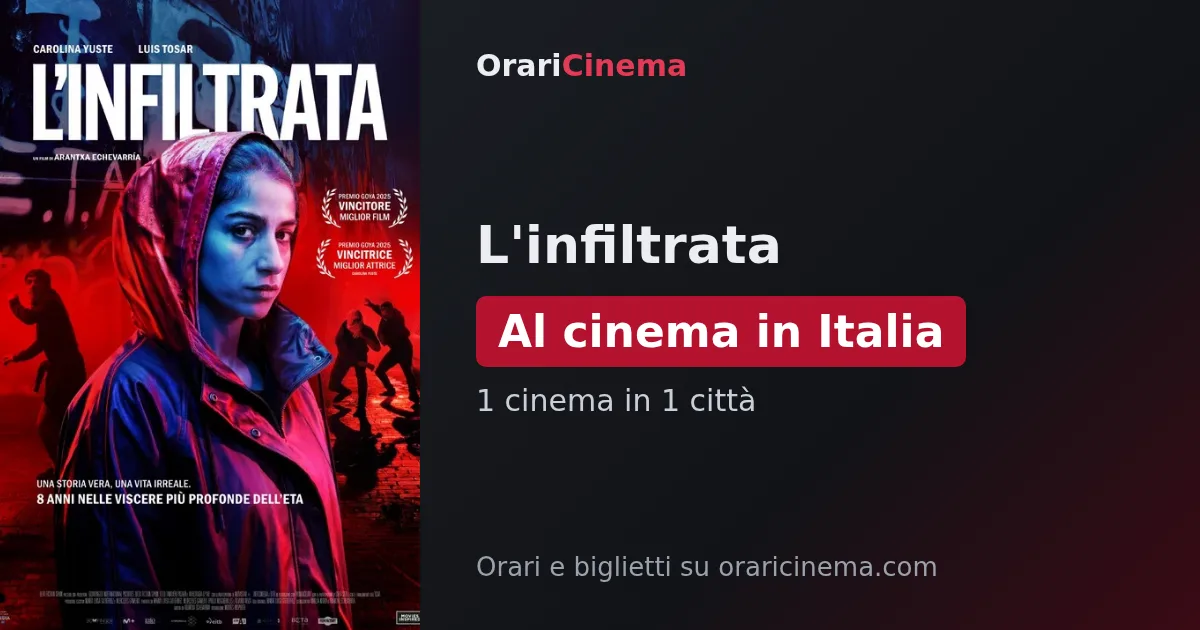 CAROLINA YUSTE LUIS TOSAR
L'INFILTRATA
UN FILM DI ARANTXA ECHEVARRÍA
E.T.A
PREMIO GOYA 2025
VINCITORE
MIGLIOR FILM
PREMIO GOYA 2025
VINCITRICE
MIGLIOR ATTRICE
UNA STORIA VERA, UNA VITA IRREALE.
8 ANNI NELLE VISCERE PIÙ PROFONDE DELL'ETA
OrariCinema
L'infiltrata
Al cinema in Italia
1 cinema in 1 città
Orari e biglietti su oraricinema.com